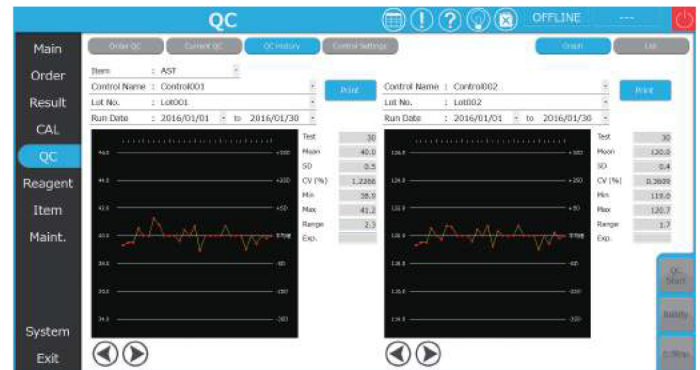 QC
OFFLINE ---
Main
Order
Result
CAL
QC
Reagent
Item
Maint.
System
Exit
Order QC
Current QC
QC History
Control Settings
Graph
List
Item : AST
Control Name : Control001
Lot No. : Lot001
Run Date : 2016/01/01 to 2016/01/30
Print
Test 30
Mean 40.0
SD 0.5
CV (%) 1.2266
Min 38.9
Max 41.2
Range 2.3
Exp.
Control Name : Control002
Lot No. : Lot002
Run Date : 2016/01/01 to 2016/01/30
Print
Test 30
Mean 120.0
SD 0.4
CV (%) 0.3609
Min 119.0
Max 120.7
Range 1.7
Exp.
QC
Start